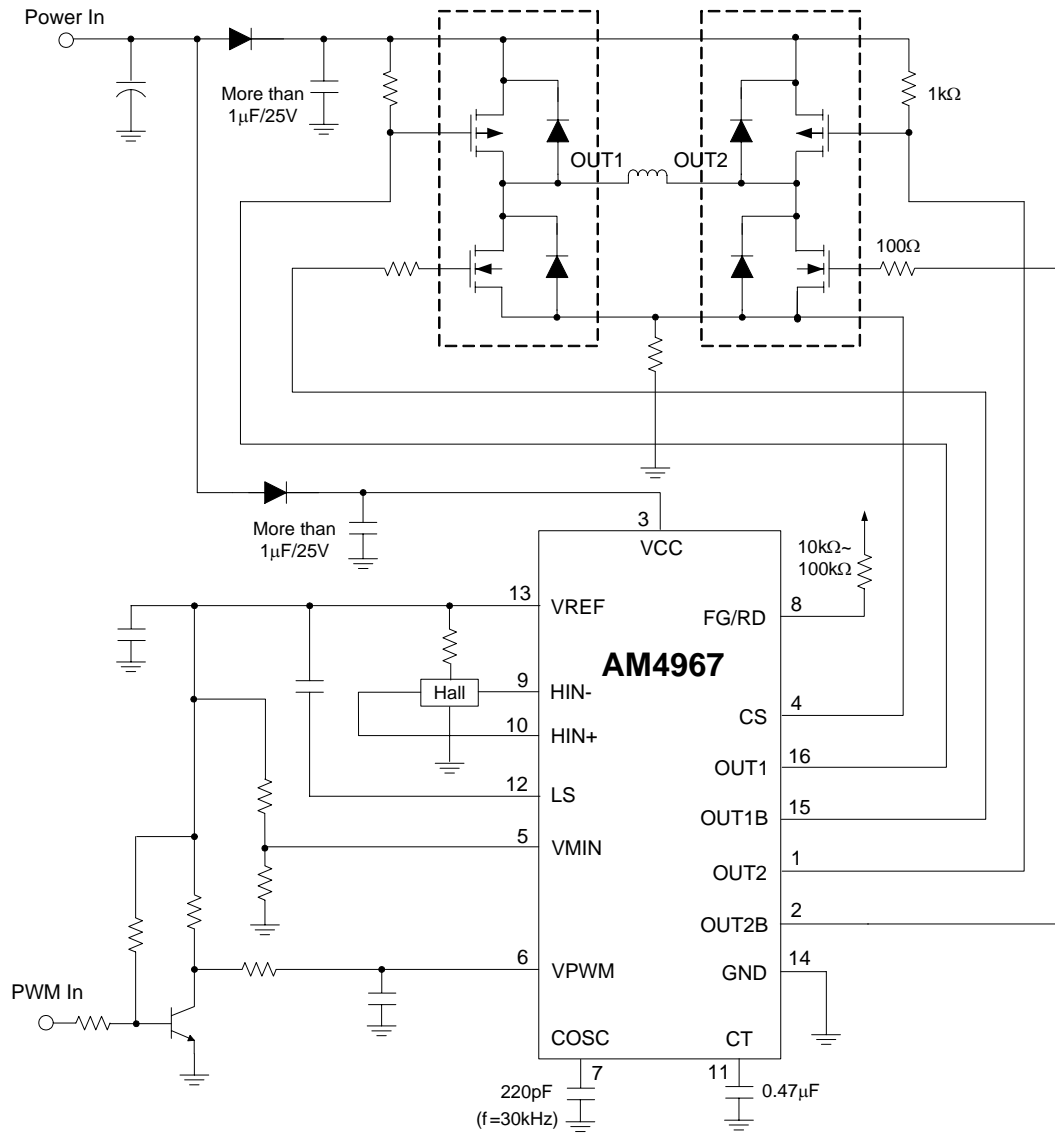 Power In
More than
1μF/25V
1kΩ
OUT1
OUT2
100Ω
More than
1μF/25V
3
VCC
10kΩ~
100kΩ
13
VREF
8
FG/RD
AM4967
Hall
9
HIN-
4
CS
10
HIN+
16
OUT1
12
LS
15
OUT1B
5
VMIN
1
OUT2
2
OUT2B
6
VPWM
14
GND
PWM In
COSC
CT
7
11
220pF
(f=30kHz)
0.47μF